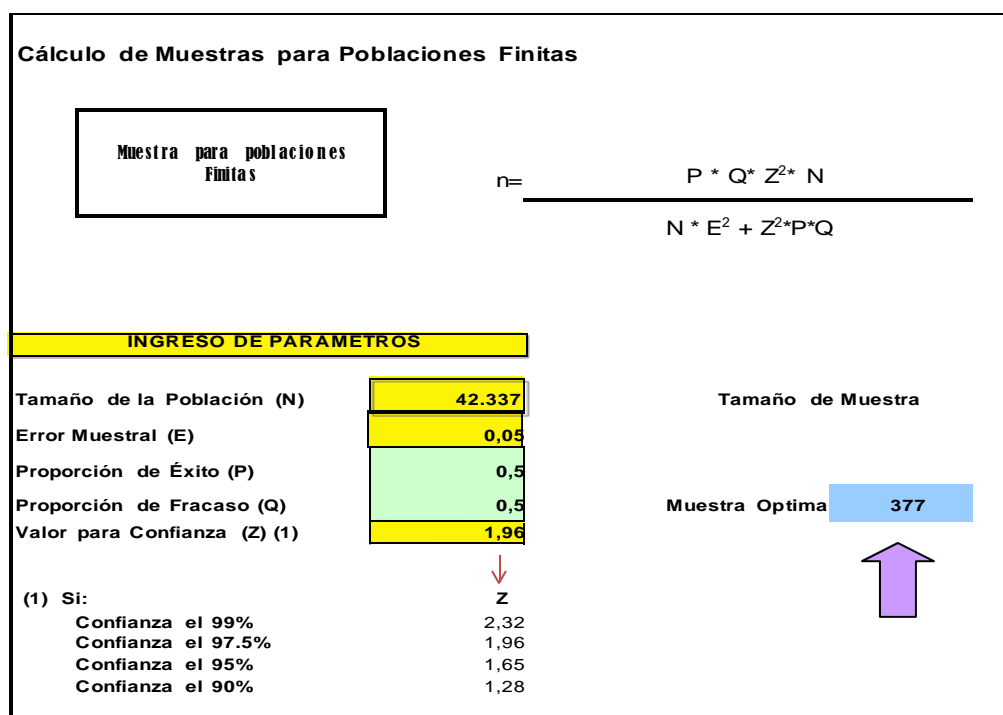 Cálculo de Muestras para Poblaciones Finitas
Muestra para poblaciones
Finitas
n=
P * Q* Z²* N
N * E² + Z²*P*Q
INGRESO DE PARAMETROS
Tamaño de la Población (N) 42.337 Tamaño de Muestra
Error Muestral (E) 0,05
Proporción de Éxito (P) 0,5
Proporción de Fracaso (Q) 0,5 Muestra Optima 377
Valor para Confianza (Z) (1) 1,96
(1) Si: Z
Confianza el 99% 2,32
Confianza el 97.5% 1,96
Confianza el 95% 1,65
Confianza el 90% 1,28